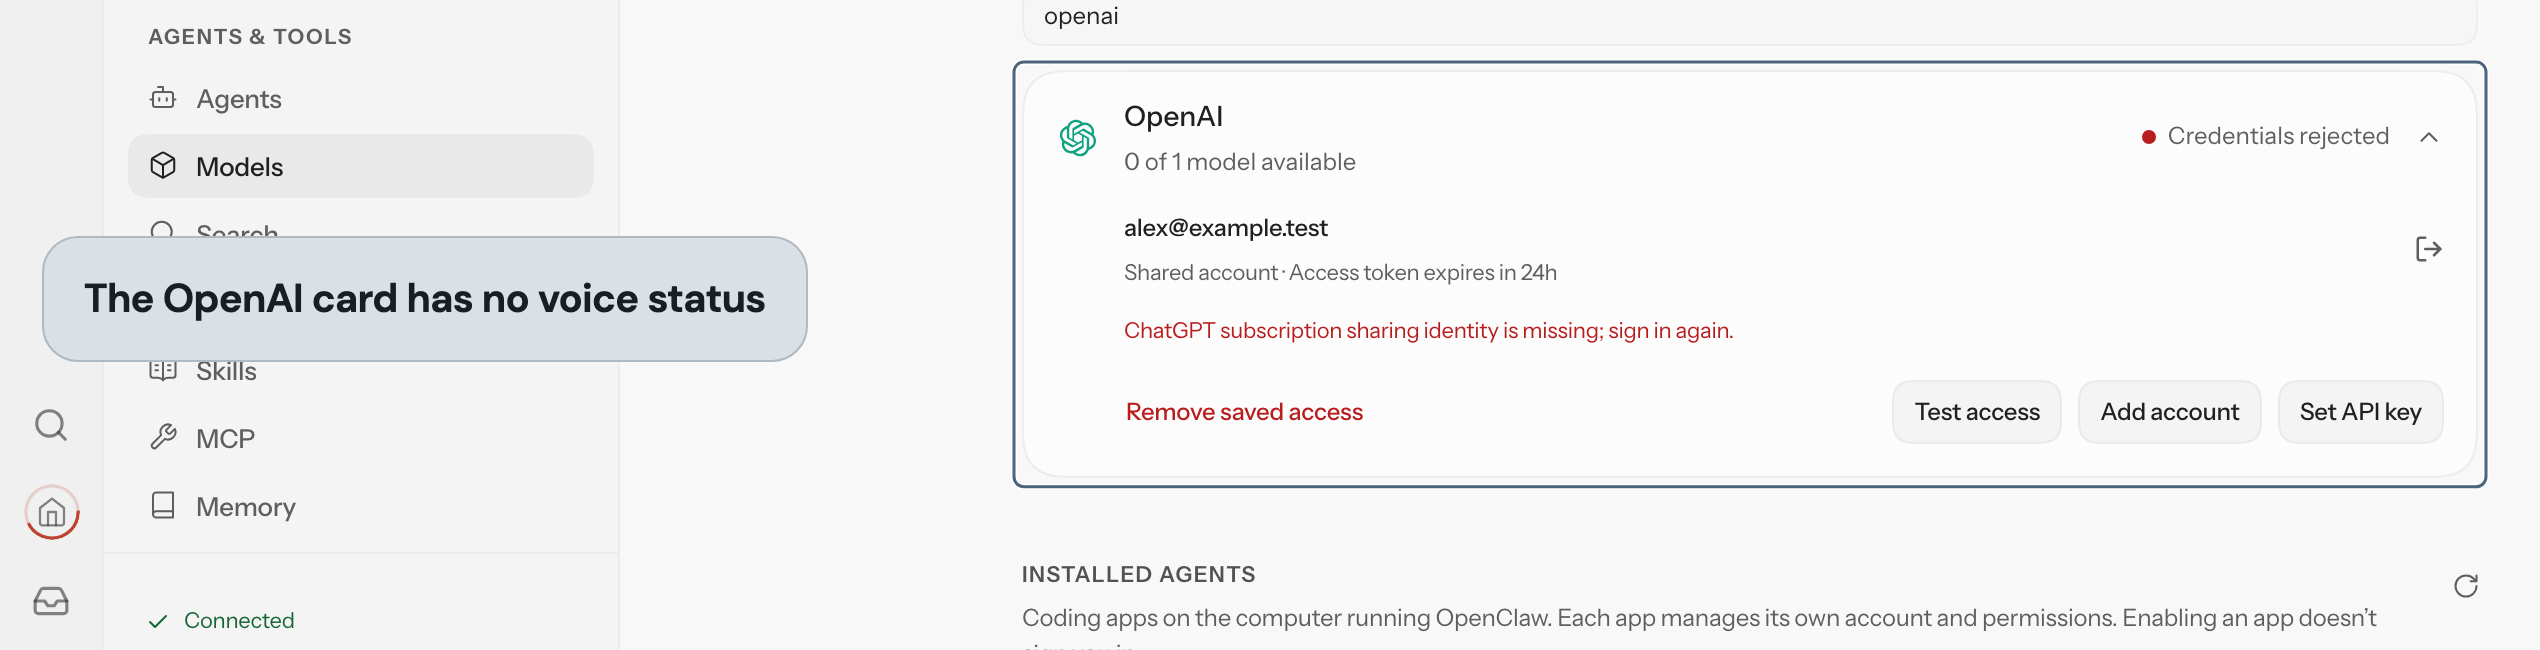 AGENTS & TOOLS
Agents
Models
Search
The OpenAI card has no voice status
Skills
MCP
Memory
Connected
openai
OpenAI
0 of 1 model available
Credentials rejected
alex@example.test
Shared account · Access token expires in 24h
ChatGPT subscription sharing identity is missing; sign in again.
Remove saved access
Test access
Add account
Set API key
INSTALLED AGENTS
Coding apps on the computer running OpenClaw. Each app manages its own account and permissions. Enabling an app doesn’t